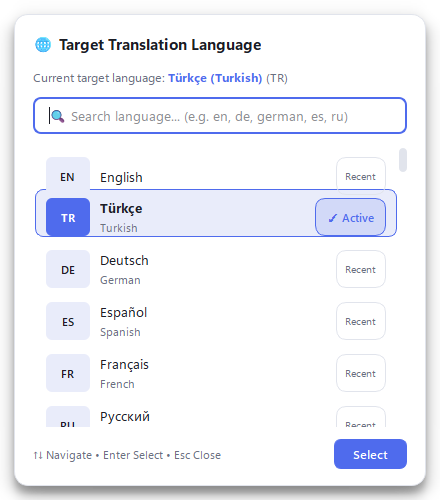 Target Translation Language
Current target language: Türkçe (Turkish) (TR)
Search language... (e.g. en, de, german, es, ru)
EN English Recent
TR Türkçe ✓ Active
Turkish
DE Deutsch Recent
German
ES Español Recent
Spanish
FR Français Recent
French
RU Русский Recent
↑↓ Navigate • Enter Select • Esc Close
Select